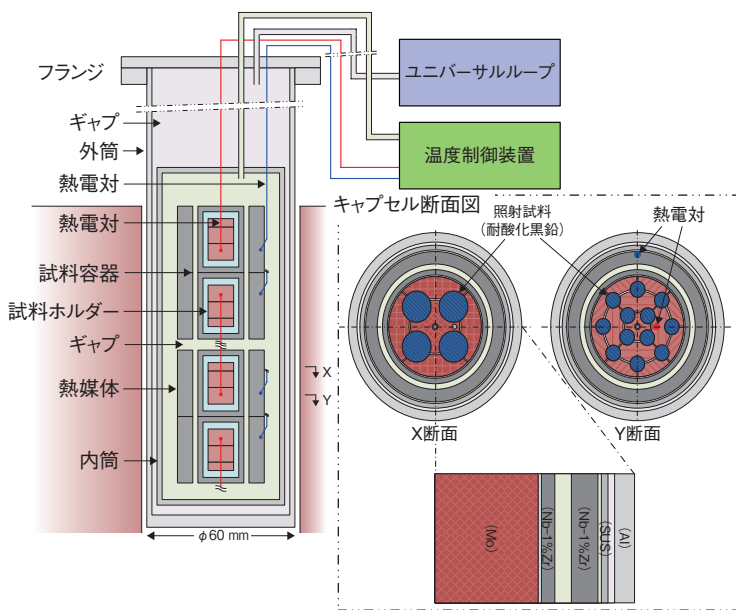 フランジ
ギャプ
外筒
熱電対
熱電対
試料容器
試料ホルダー
ギャプ
熱媒体
内筒
φ60 mm
X
Y
ユニバーサルループ
温度制御装置
キャプセル断面図
照射試料
(耐酸化黒鉛)
熱電対
X断面
Y断面
(Mo)
(Nb-1%Zr)
(Nb-1%Zr)
(SUS)
(Al)